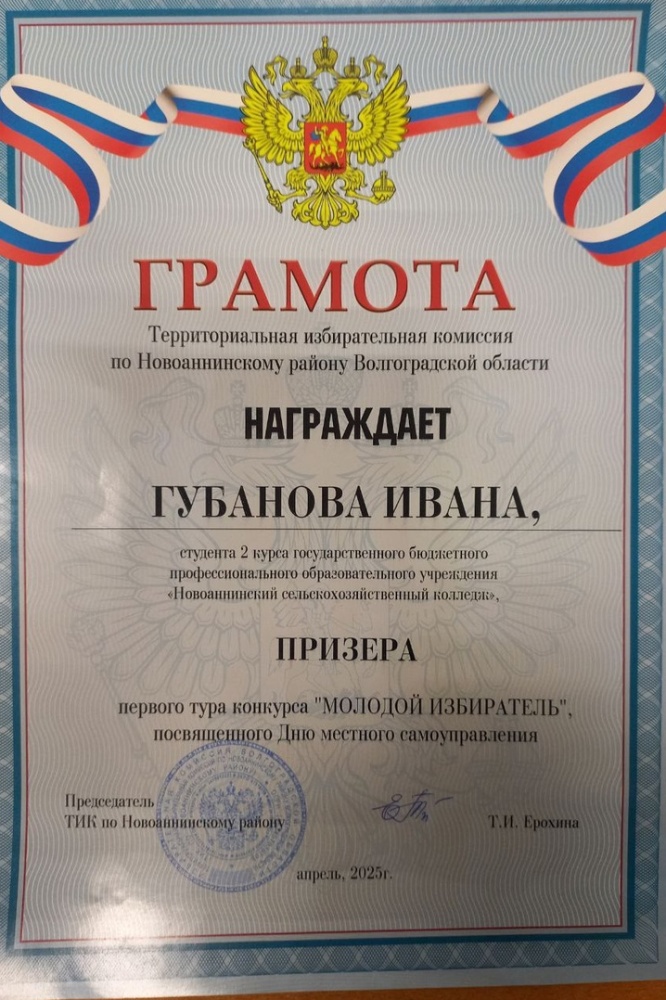 ГРАМОТА
Территориальная избирательная комиссия
по Новоаннинскому району Волгоградской области
НАГРАЖДАЕТ
ГУБАНОВА ИВАНА,
студента 2 курса государственного бюджетного
профессионального образовательного учреждения
«Новоаннинский сельскохозяйственный колледж»,
ПРИЗЕРА
первого тура конкурса "МОЛОДОЙ ИЗБИРАТЕЛЬ",
посвященного Дню местного самоуправления
Председатель
ТИК по Новоаннинскому району
Т.И. Ерохина
апрель, 2025г.